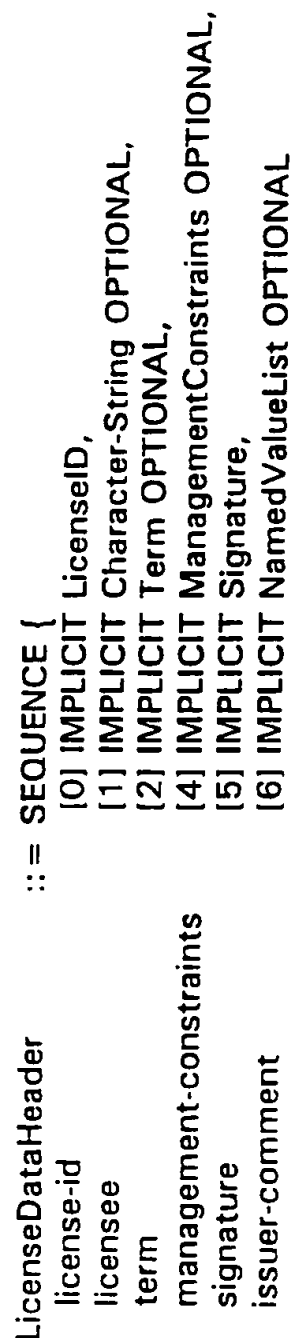 LicenseDataHeader ::= SEQUENCE {
license-id [0] IMPLICIT LicenseID,
licensee [1] IMPLICIT Character-String OPTIONAL,
term [2] IMPLICIT Term OPTIONAL,
management-constraints [4] IMPLICIT ManagementConstraints OPTIONAL,
signature [5] IMPLICIT Signature,
issuer-comment [6] IMPLICIT NamedValueList OPTIONAL